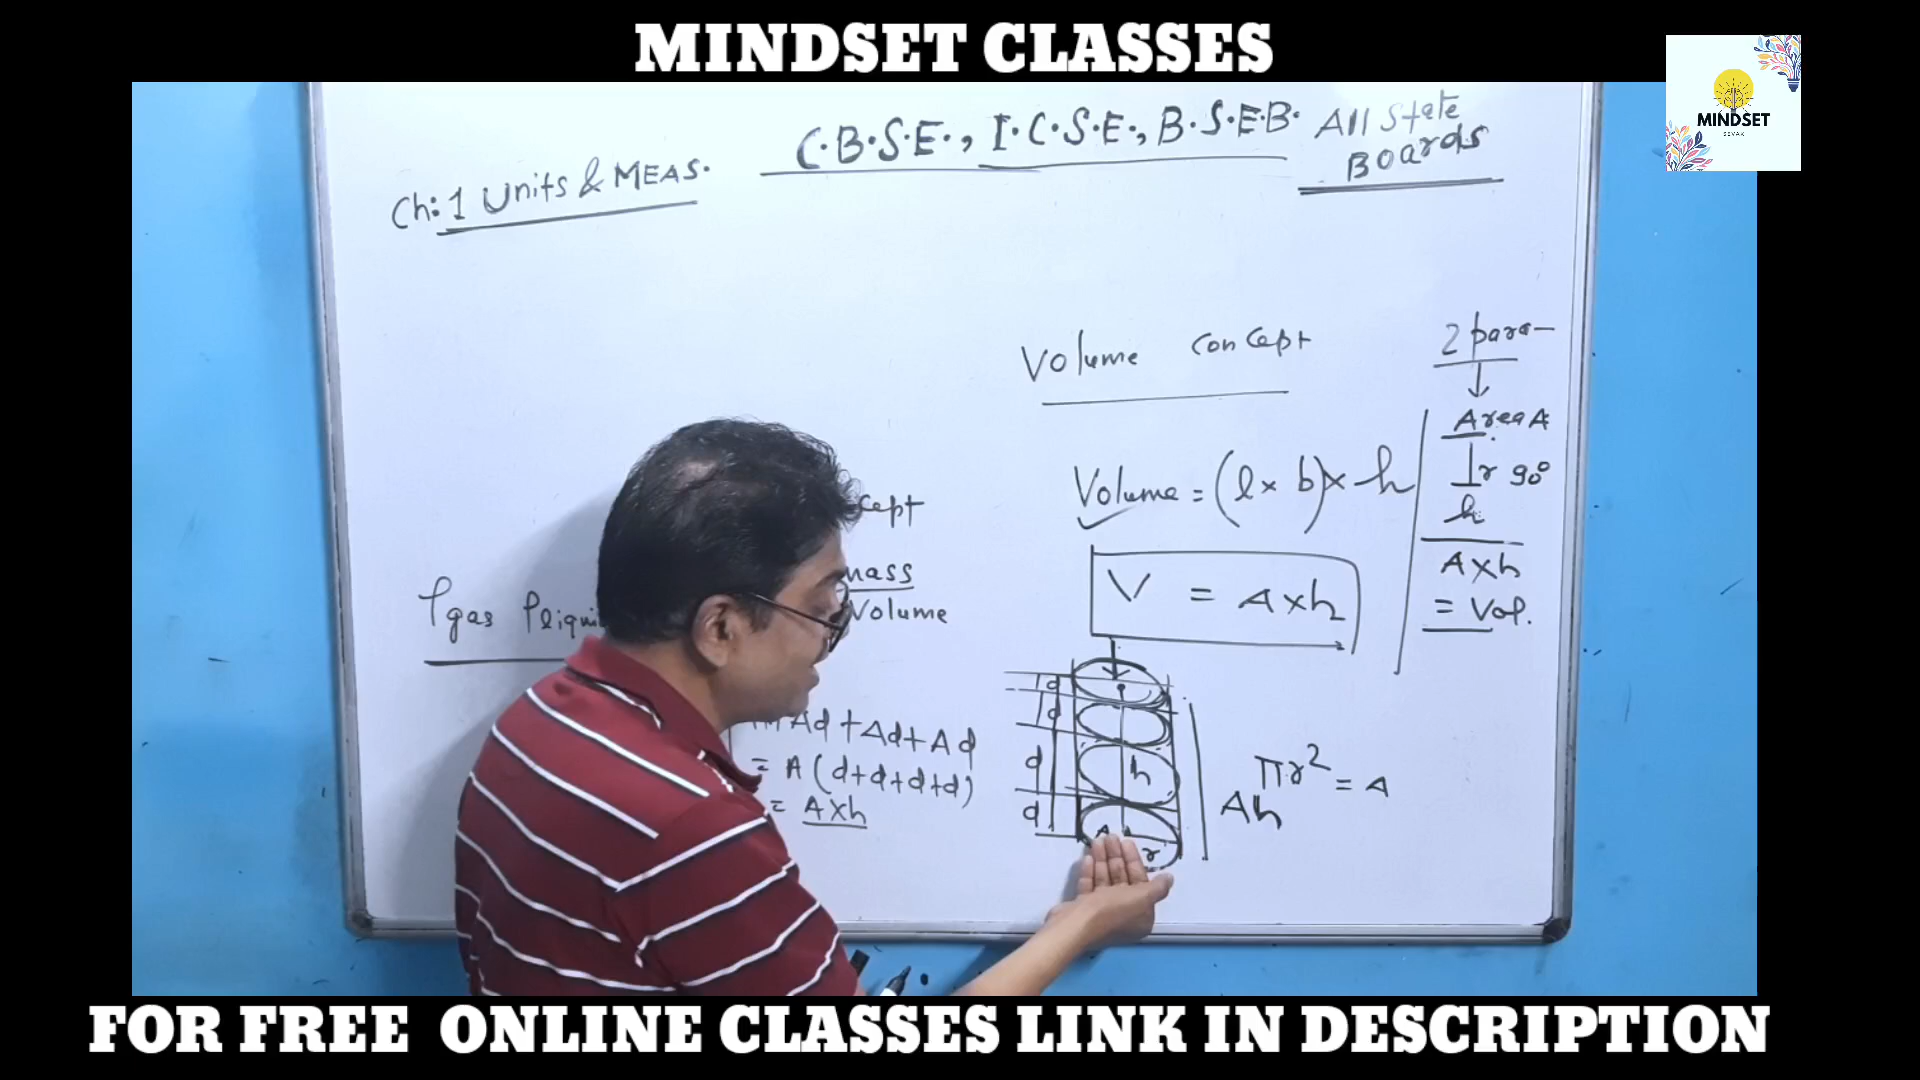 MINDSET CLASSES
MINDSET
SEVAK
C.B.S.E., I.C.S.E., B.S.E.B. All State
Boards
Ch: 1 Units & MEAS.
Volume concept
2 para-
Area A
⊥r 90°
h
A×h
= Vol.
Volume = (l× b)× h
V = A×h
cept
mass
Volume
ρgas ρliqui
Ad + Ad + Ad
= A (d+d+d+d)
= A×h
d
d
d
d
h
r
πr² = A
Ah
FOR FREE ONLINE CLASSES LINK IN DESCRIPTION